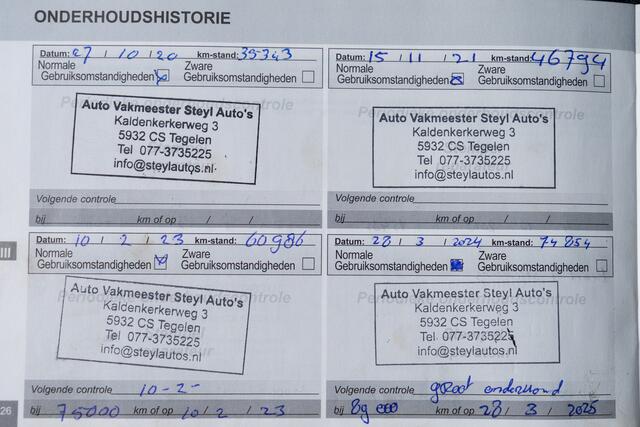 ONDERHOUDSHISTORIE
Datum: 27 / 10 / 20 km-stand: 35343
Normale Zware
Gebruiksomstandigheden Gebruiksomstandigheden
Auto Vakmeester Steyl Auto's
Kaldenkerkerweg 3
5932 CS Tegelen
Tel 077-3735225
info@steylautos.nl
Volgende controle
bij km of op / /
Datum: 15 / 11 / 21 km-stand: 46794
Normale Zware
Gebruiksomstandigheden Gebruiksomstandigheden
Auto Vakmeester Steyl Auto's
Kaldenkerkerweg 3
5932 CS Tegelen
Tel 077-3735225
info@steylautos.nl
Volgende controle
bij km of op / /
Datum: 10 / 2 / 23 km-stand: 60986
Normale Zware
Gebruiksomstandigheden Gebruiksomstandigheden
Auto Vakmeester Steyl Auto's
Kaldenkerkerweg 3
5932 CS Tegelen
Tel 077-3735225
info@steylautos.nl
Volgende controle 10-2-
bij 75000 km of op 10 / 2 / 23
Datum: 28 / 3 / 2024 km-stand: 74854
Normale Zware
Gebruiksomstandigheden Gebruiksomstandigheden
Auto Vakmeester Steyl Auto's
Kaldenkerkerweg 3
5932 CS Tegelen
Tel 077-3735225
info@steylautos.nl
Volgende controle groot onderhoud
bij 89000 km of op 28 / 3 / 2025
III
26